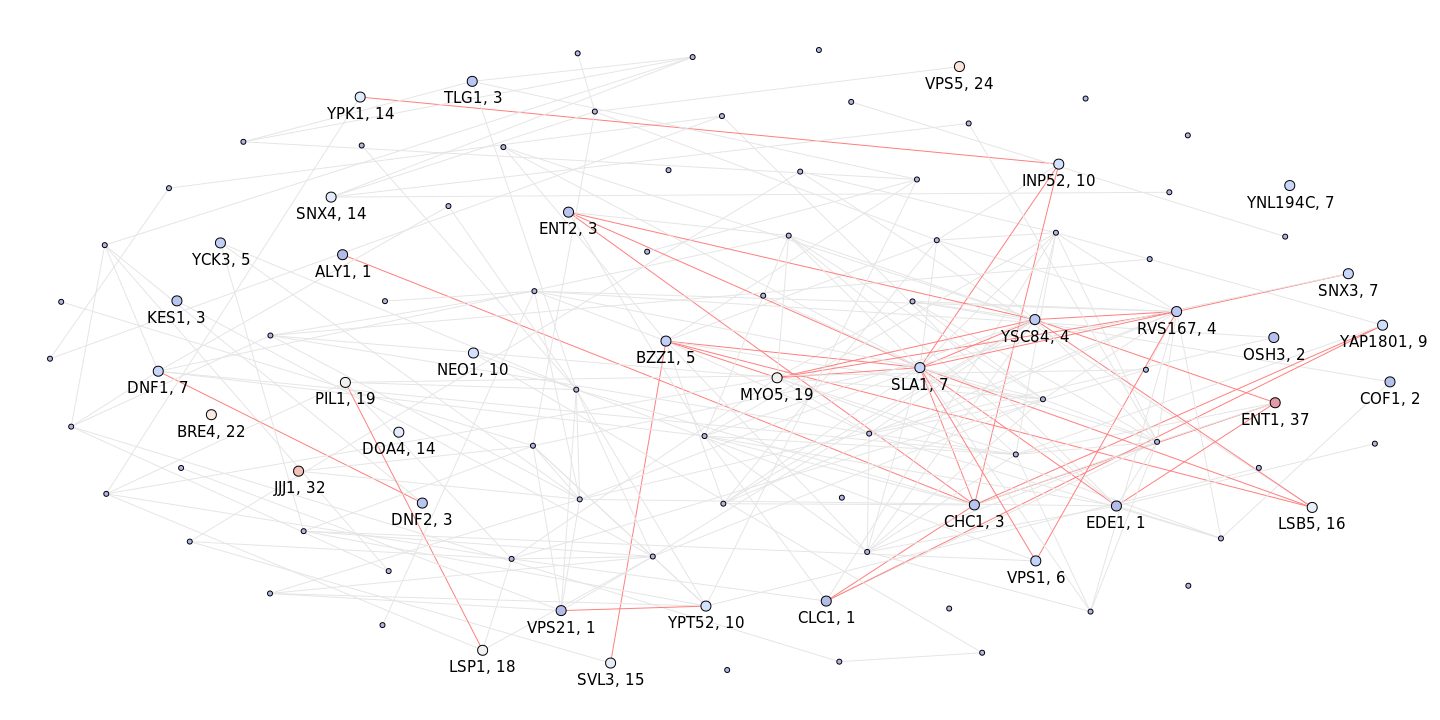 VPS5, 24
TLG1, 3
YPK1, 14
INP52, 10
YNL194C, 7
SNX4, 14
ENT2, 3
YCK3, 5
ALY1, 1
SNX3, 7
KES1, 3
RVS167, 4
YSC84, 4
YAP1801, 9
BZZ1, 5
OSH3, 2
NEO1, 10
DNF1, 7
SLA1, 7
PIL1, 19
MYO5, 19
COF1, 2
ENT1, 37
BRE4, 22
DOA4, 14
JJJ1, 32
DNF2, 3
CHC1, 3
EDE1, 1
LSB5, 16
VPS1, 6
CLC1, 1
YPT52, 10
VPS21, 1
LSP1, 18
SVL3, 15